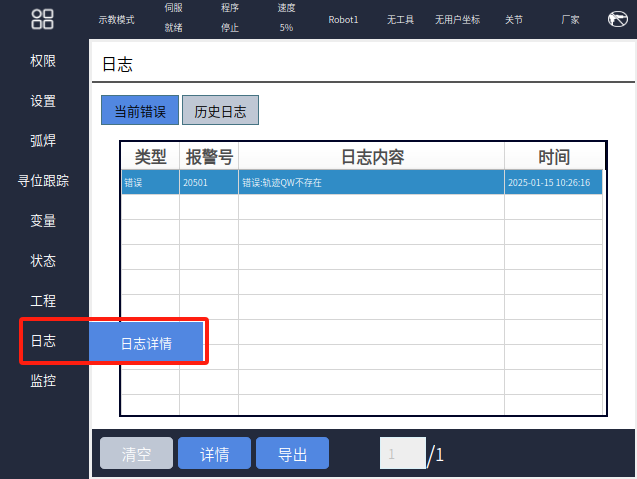 示教模式
伺服
就绪
程序
停止
速度
5%
Robot1
无工具
无用户坐标
关节
厂家
权限
设置
弧焊
寻位跟踪
变量
状态
工程
日志
监控
日志详情
日志
当前错误 历史日志
类型 报警号 日志内容 时间
错误 20501 错误:轨迹QW不存在 2025-01-15 10:26:16
清空 详情 导出 1 /1